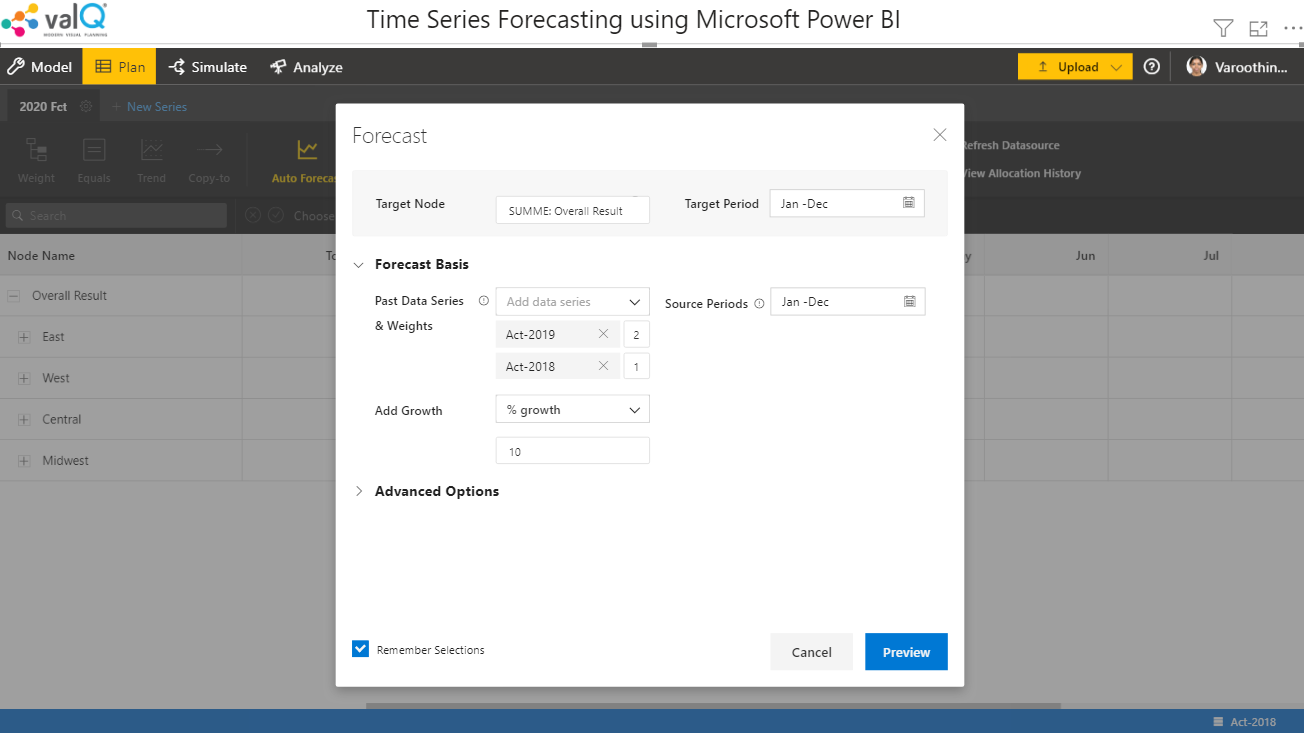 valQ
MODERN VISUAL PLANNING
Time Series Forecasting using Microsoft Power BI
Model
Plan
Simulate
Analyze
Upload
Varoothin...
2020 Fct
+ New Series
Weight
Equals
Trend
Copy-to
Auto Forecas
Refresh Datasource
View Allocation History
Search
Choose
Node Name
To
y
Jun
Jul
Overall Result
East
West
Central
Midwest
Forecast
Target Node
SUMME: Overall Result
Target Period
Jan -Dec
Forecast Basis
Past Data Series
& Weights
Add data series
Source Periods
Jan -Dec
Act-2019
2
Act-2018
1
Add Growth
% growth
10
Advanced Options
Remember Selections
Cancel
Preview
Act-2018